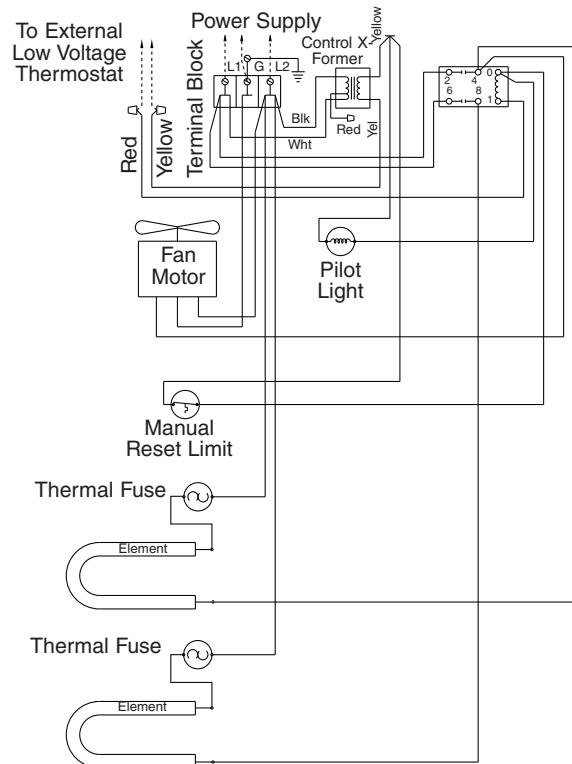 To External
Low Voltage
Thermostat
Power Supply
Terminal Block
L1
G
L2
Control X-
Former
Yellow
2
4
0
6
8
1
Blk
Red
Yel
Wht
Red
Yellow
Fan
Motor
Pilot
Light
Manual
Reset Limit
Thermal Fuse
Element
Thermal Fuse
Element